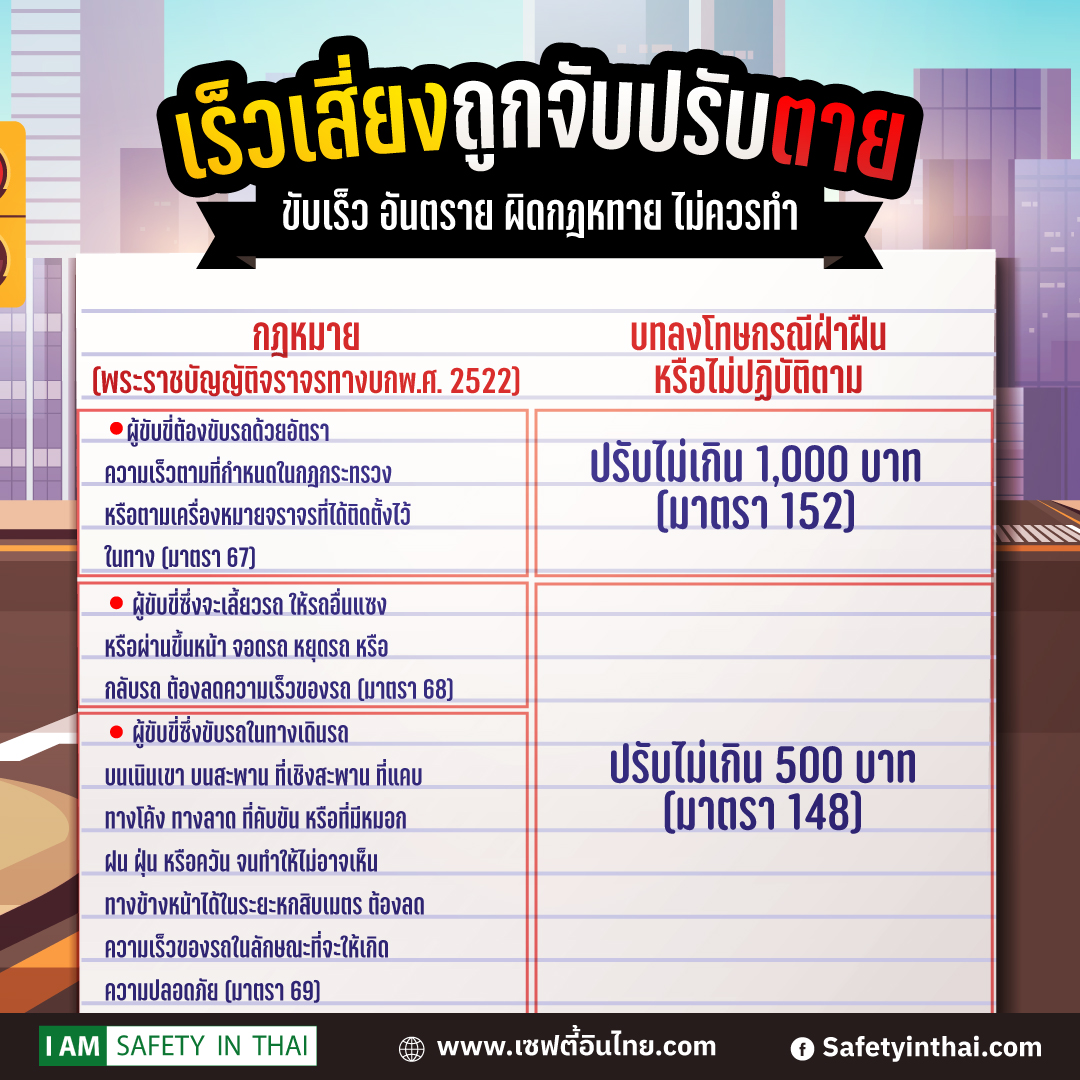 เร็วเสี่ยงถูกจับปรับตาย
ขับเร็ว อันตราย ผิดกฎหทาย ไม่ควรทำ
กฎหมาย
(พระราชบัญญัติจราจรทางบกพ.ศ. 2522)
บทลงโทษกรณีฝ่าฝืน
หรือไม่ปฏิบัติตาม
ผู้ขับขี่ต้องขับรถด้วยอัตรา
ความเร็วตามที่กำหนดในกฎกระทรวง
หรือตามเครื่องหมายจราจรที่ได้ติดตั้งไว้
ในทาง (มาตรา 67)
ปรับไม่เกิน 1,000 บาท
(มาตรา 152)
ผู้ขับขี่ซึ่งจะเลี้ยวรถ ให้รถอื่นแซง
หรือผ่านขึ้นหน้า จอดรถ หยุดรถ หรือ
กลับรถ ต้องลดความเร็วของรถ (มาตรา 68)
ผู้ขับขี่ซึ่งขับรถในทางเดินรถ
บนเนินเขา บนสะพาน ที่เชิงสะพาน ที่แคบ
ทางโค้ง ทางลาด ที่คับขัน หรือที่มีหมอก
ฝน ฝุ่น หรือควัน จนทำให้ไม่อาจเห็น
ทางข้างหน้าได้ในระยะหกสิบเมตร ต้องลด
ความเร็วของรถในลักษณะที่จะให้เกิด
ความปลอดภัย (มาตรา 69)
ปรับไม่เกิน 500 บาท
(มาตรา 148)
I AM SAFETY IN THAI
www.เซฟตี้อินไทย.com
Safetyinthai.com